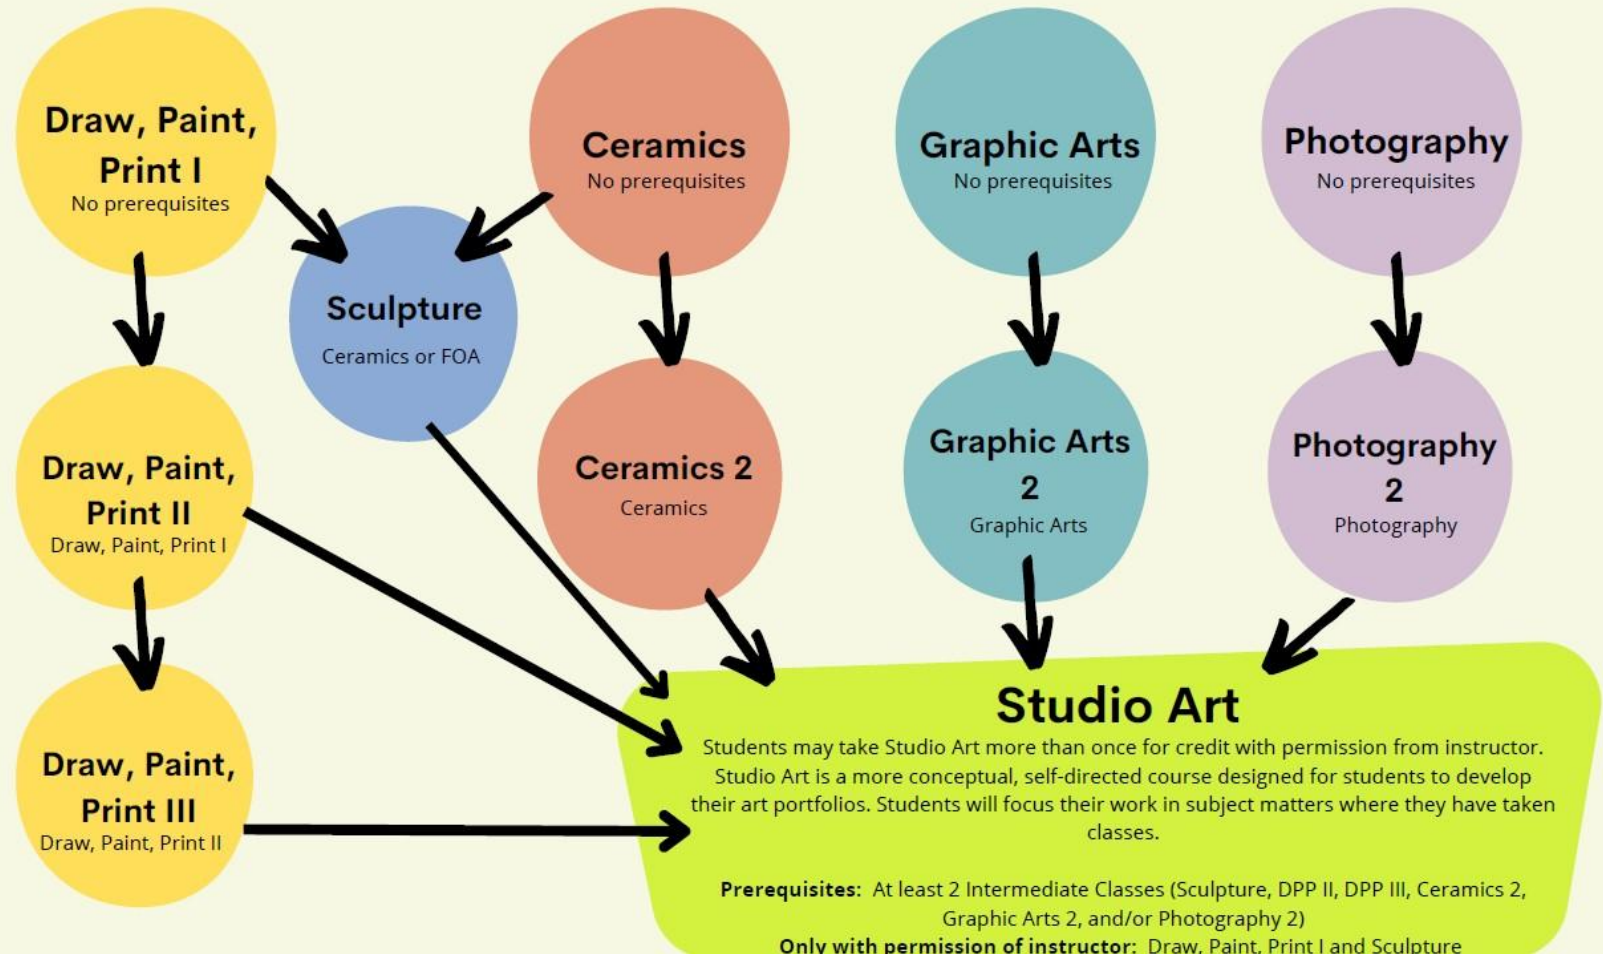 Draw, Paint,
Print I
No prerequisites
Ceramics
No prerequisites
Graphic Arts
No prerequisites
Photography
No prerequisites
Sculpture
Ceramics or FOA
Draw, Paint,
Print II
Draw, Paint, Print I
Ceramics 2
Ceramics
Graphic Arts
2
Graphic Arts
Photography
2
Photography
Draw, Paint,
Print III
Draw, Paint, Print II
Studio Art
Students may take Studio Art more than once for credit with permission from instructor.
Studio Art is a more conceptual, self-directed course designed for students to develop
their art portfolios. Students will focus their work in subject matters where they have taken
classes.
Prerequisites: At least 2 Intermediate Classes (Sculpture, DPP II, DPP III, Ceramics 2,
Graphic Arts 2, and/or Photography 2)
Only with permission of instructor: Draw, Paint, Print I and Sculpture